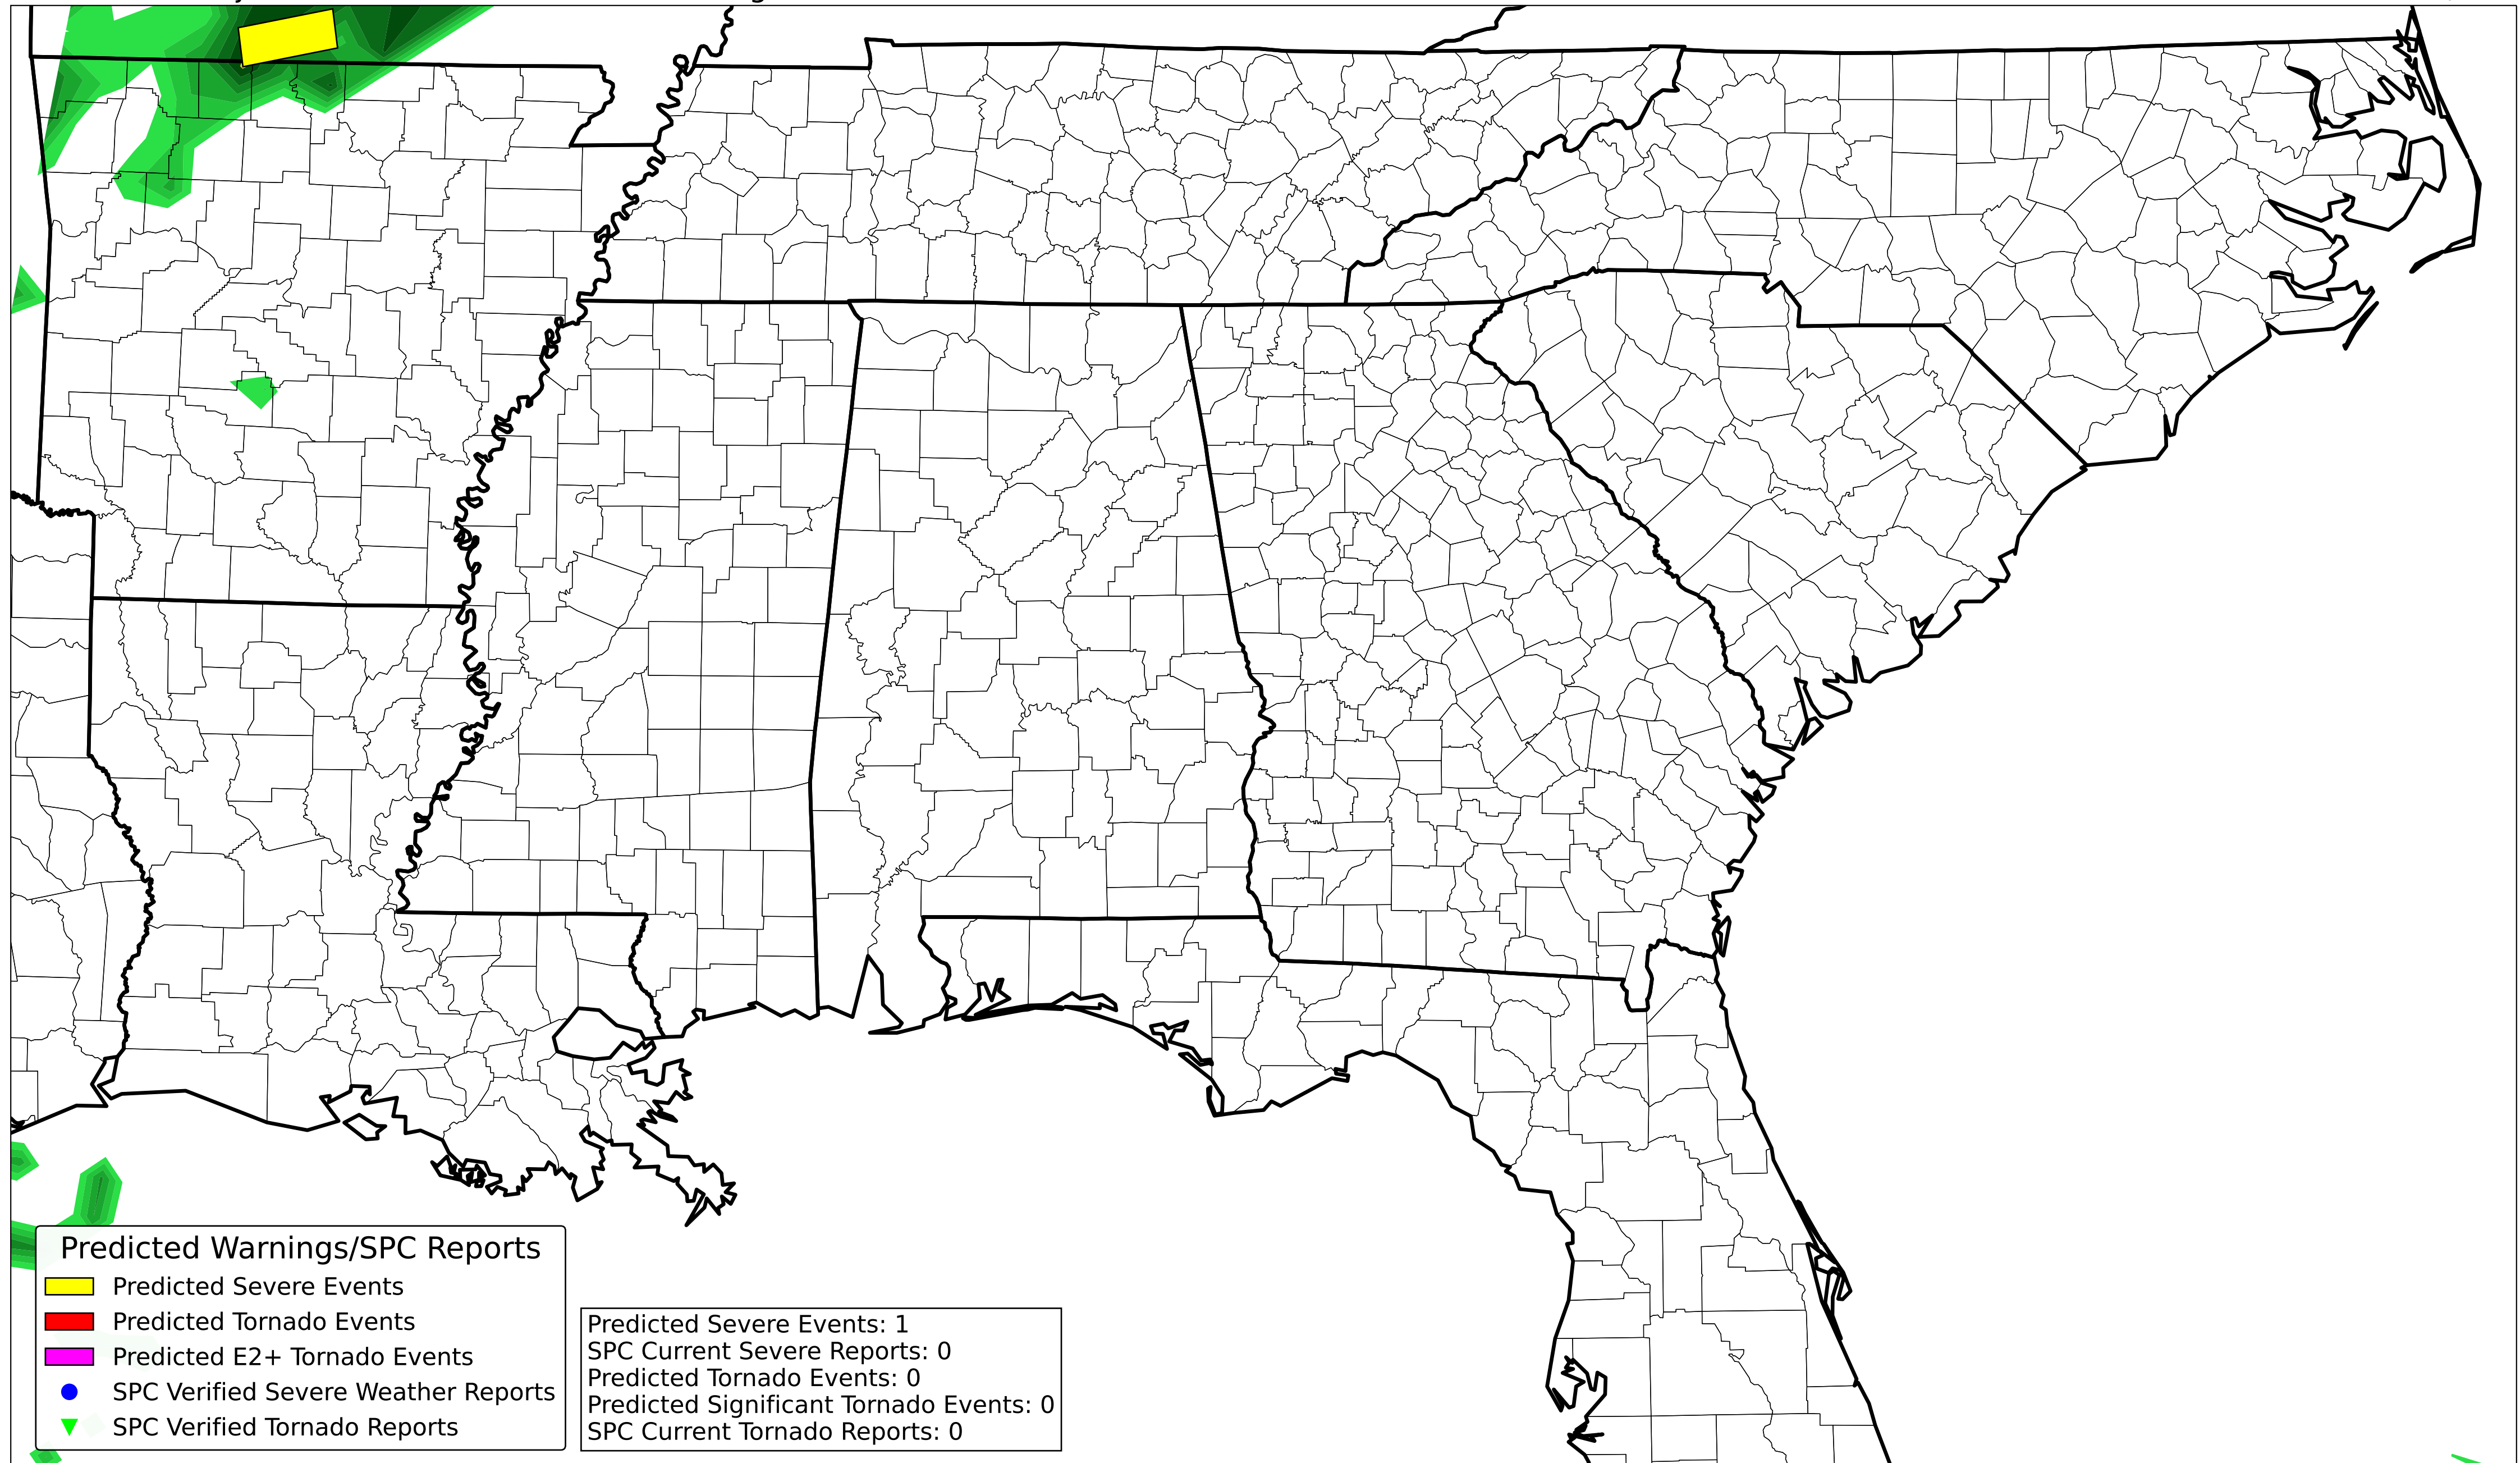 Predicted Warnings/SPC Reports
Predicted Severe Events
Predicted Tornado Events
Predicted E2+ Tornado Events
SPC Verified Severe Weather Reports
SPC Verified Tornado Reports
Predicted Severe Events: 1
SPC Current Severe Reports: 0
Predicted Tornado Events: 0
Predicted Significant Tornado Events: 0
SPC Current Tornado Reports: 0